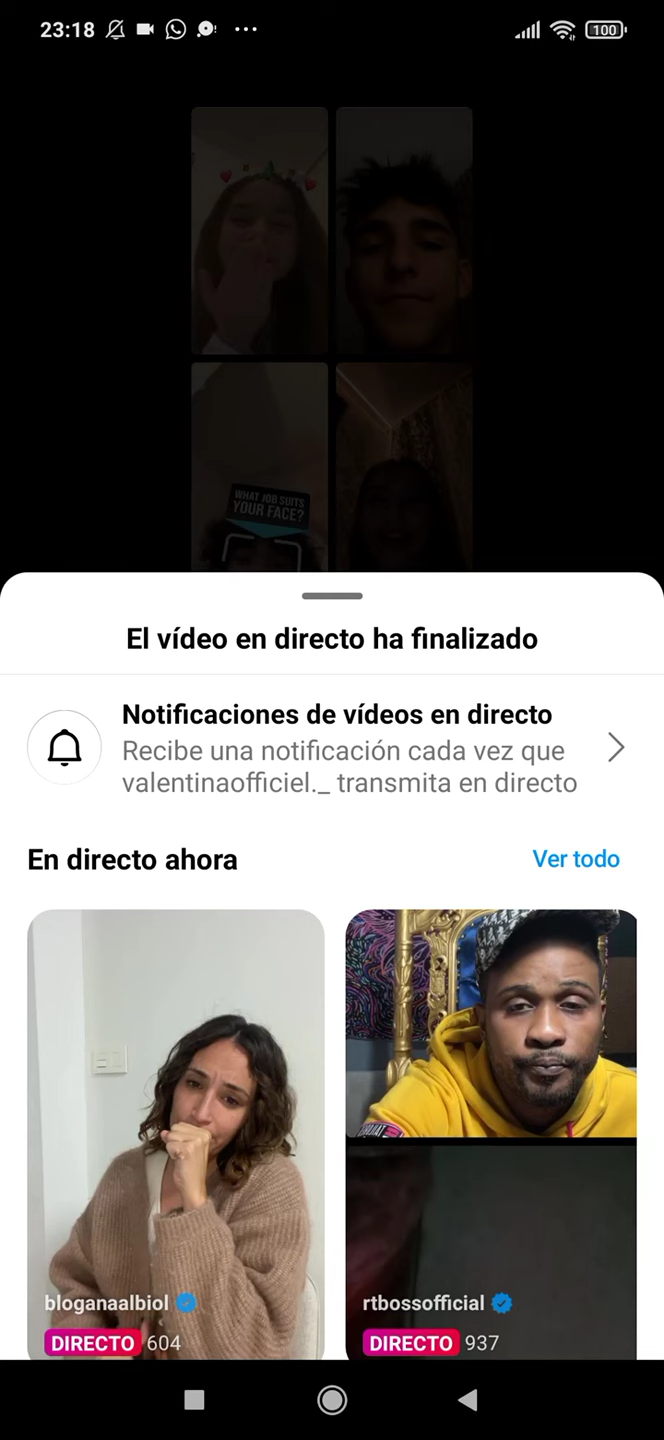 23:18
100
WHAT JOB SUITS
YOUR FACE?
El vídeo en directo ha finalizado
Notificaciones de vídeos en directo
Recibe una notificación cada vez que
valentinaofficiel._ transmita en directo
En directo ahora
Ver todo
bloganaalbiol
DIRECTO 604
rtbossofficial
DIRECTO 937